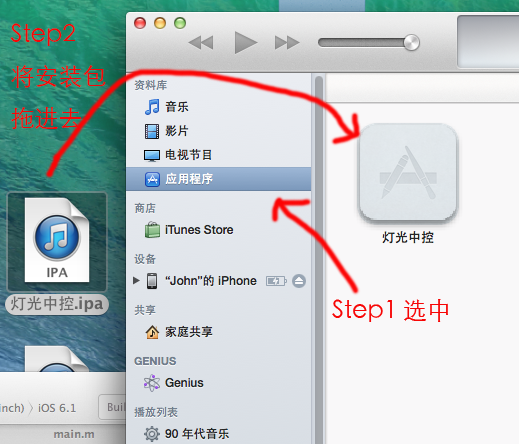 Step2
将安装包
拖进去
IPA
灯光中控.ipa
资料库
音乐
影片
电视节目
应用程序
商店
iTunes Store
设备
“John”的 iPhone
共享
家庭共享
GENIUS
Genius
播放列表
90 年代音乐
灯光中控
Step1 选中
inch) 〉 iOS 6.1
Buil
main.m